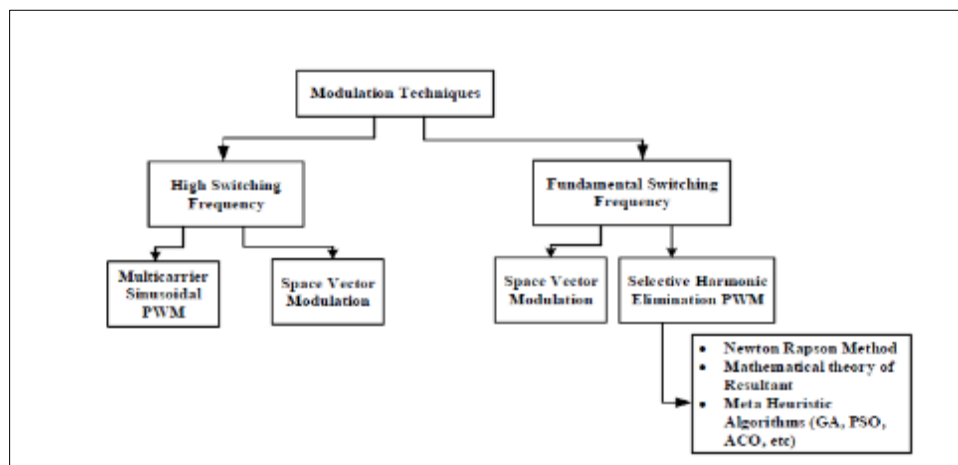 Modulation Techniques
High Switching
Frequency
Fundamental Switching
Frequency
Multicarrier
Sinusoidal
PWM
Space Vector
Modulation
Space Vector
Modulation
Selective Harmonic
Elimination PWM
• Newton Rapson Method
• Mathematical theory of
Resultant
• Meta Heuristic
Algorithms (GA, PSO,
ACO, etc)